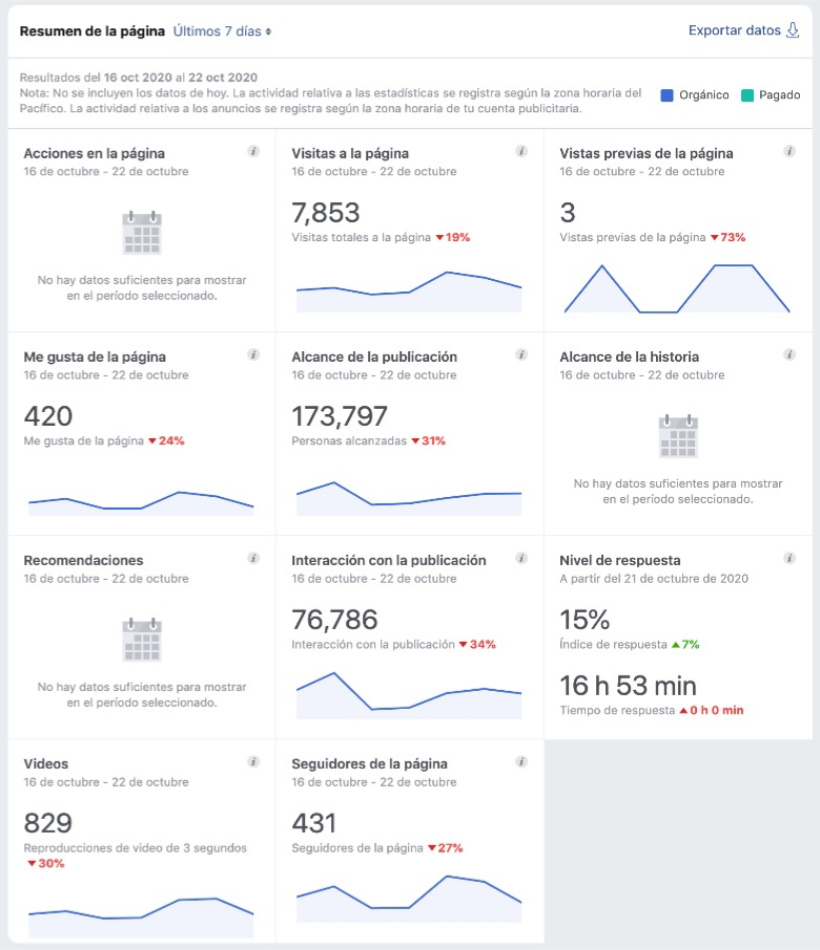 Resumen de la página Últimos 7 días
Exportar datos
Resultados del 16 oct 2020 al 22 oct 2020
Nota: No se incluyen los datos de hoy. La actividad relativa a las estadísticas se registra según la zona horaria del
Pacífico. La actividad relativa a los anuncios se registra según la zona horaria de tu cuenta publicitaria.
Orgánico Pagado
Acciones en la página
16 de octubre - 22 de octubre
No hay datos suficientes para mostrar
en el período seleccionado.
Visitas a la página
16 de octubre - 22 de octubre
7,853
Visitas totales a la página ▼19%
Vistas previas de la página
16 de octubre - 22 de octubre
3
Vistas previas de la página ▼73%
Me gusta de la página
16 de octubre - 22 de octubre
420
Me gusta de la página ▼24%
Alcance de la publicación
16 de octubre - 22 de octubre
173,797
Personas alcanzadas ▼31%
Alcance de la historia
16 de octubre - 22 de octubre
No hay datos suficientes para mostrar
en el período seleccionado.
Recomendaciones
16 de octubre - 22 de octubre
No hay datos suficientes para mostrar
en el período seleccionado.
Interacción con la publicación
16 de octubre - 22 de octubre
76,786
Interacción con la publicación ▼34%
Nivel de respuesta
A partir del 21 de octubre de 2020
15%
Índice de respuesta ▲7%
16 h 53 min
Tiempo de respuesta ▲0 h 0 min
Videos
16 de octubre - 22 de octubre
829
Reproducciones de video de 3 segundos
▼30%
Seguidores de la página
16 de octubre - 22 de octubre
431
Seguidores de la página ▼27%